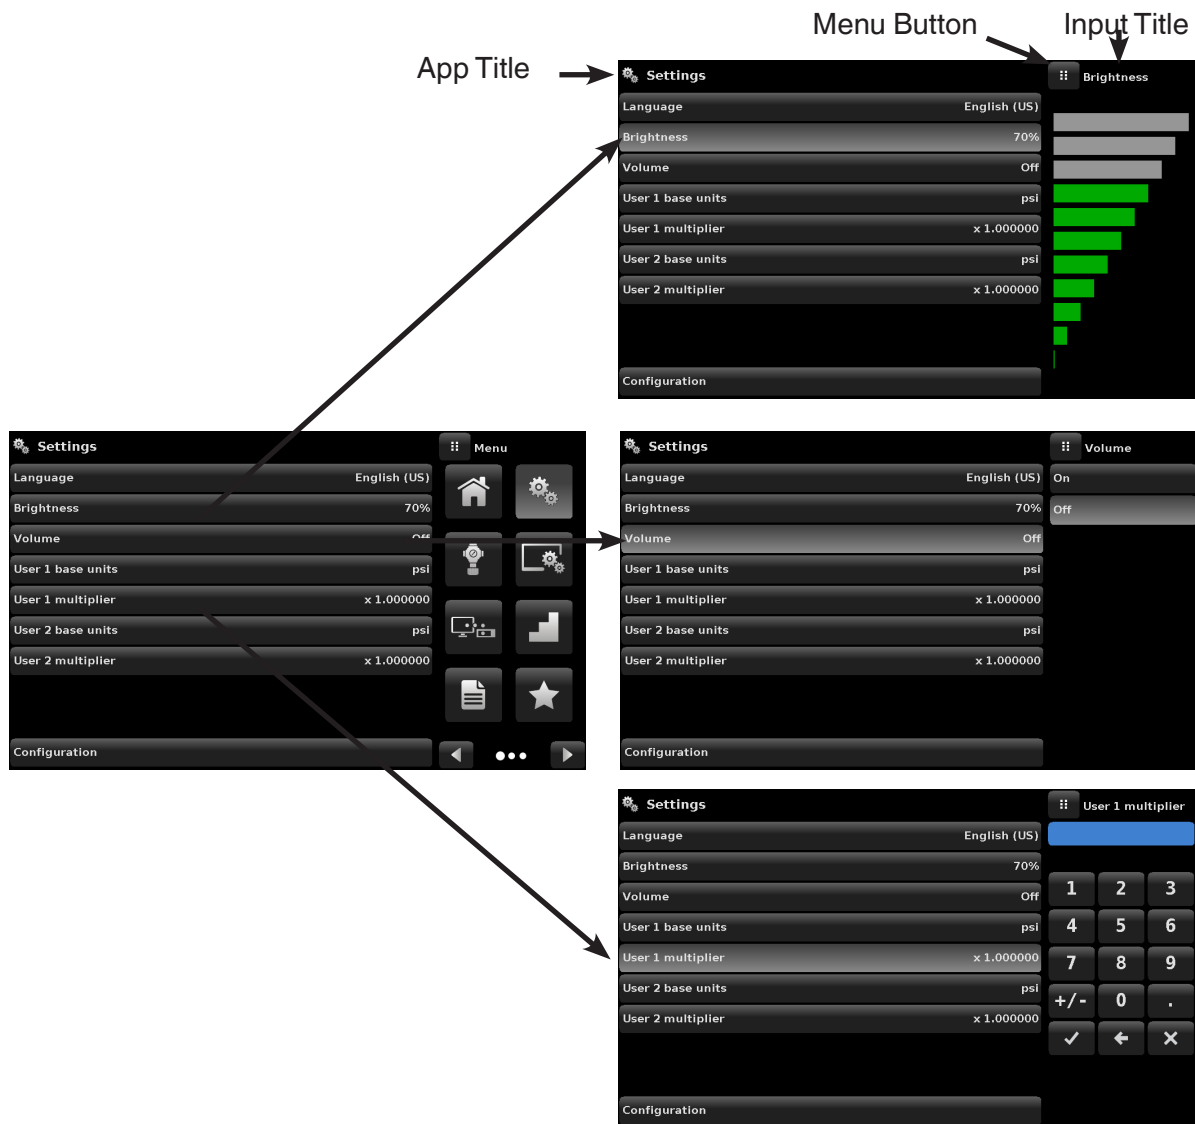 Menu Button
Input Title
App Title
Settings
Brightness
Language English (US)
Brightness 70%
Volume Off
User 1 base units psi
User 1 multiplier x 1.000000
User 2 base units psi
User 2 multiplier x 1.000000
Configuration
Settings
Menu
Language English (US)
Brightness 70%
Volume Off
User 1 base units psi
User 1 multiplier x 1.000000
User 2 base units psi
User 2 multiplier x 1.000000
Configuration
Settings
Volume
Language English (US)
On
Brightness 70%
Off
Volume Off
User 1 base units psi
User 1 multiplier x 1.000000
User 2 base units psi
User 2 multiplier x 1.000000
Configuration
Settings
User 1 multiplier
Language English (US)
Brightness 70%
Volume Off
User 1 base units psi
User 1 multiplier x 1.000000
User 2 base units psi
User 2 multiplier x 1.000000
1 2 3
4 5 6
7 8 9
+/- 0 .
Configuration